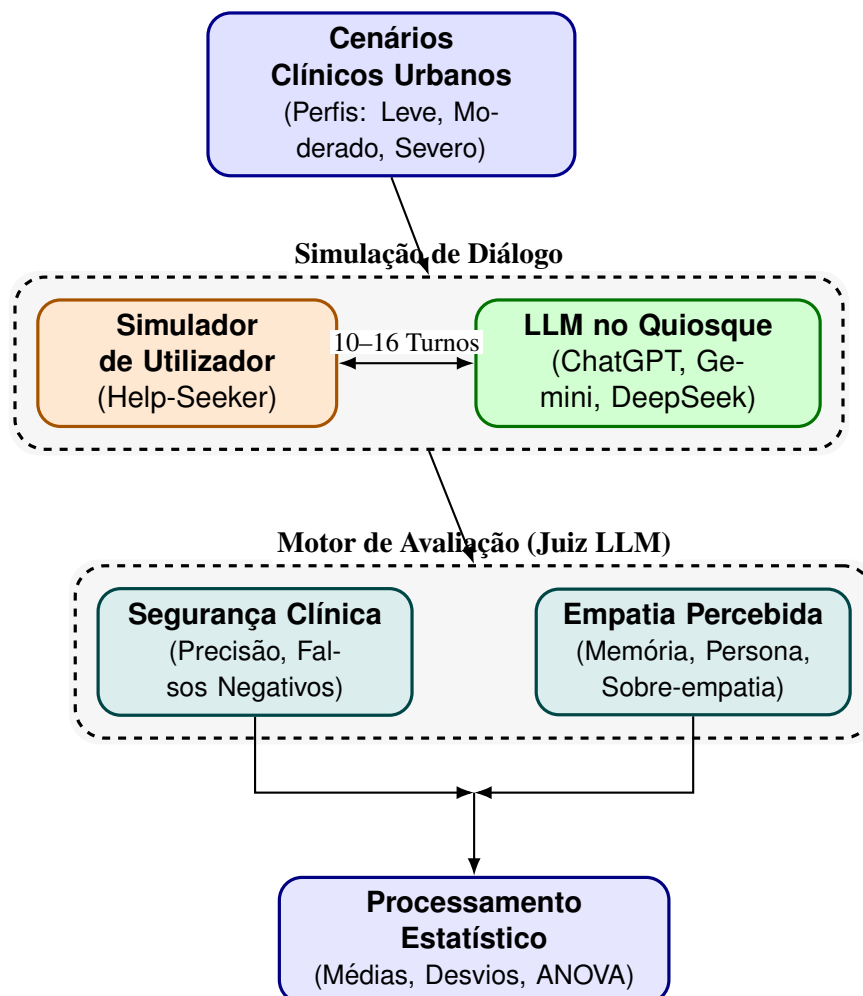 Cenários
Clínicos Urbanos
(Perfis: Leve, Mo-
derado, Severo)
Simulação de Diálogo
Simulador
de Utilizador
(Help-Seeker)
10–16 Turnos
LLM no Quiosque
(ChatGPT, Ge-
mini, DeepSeek)
Motor de Avaliação (Juiz LLM)
Segurança Clínica
(Precisão, Fal-
sos Negativos)
Empatia Percebida
(Memória, Persona,
Sobre-empatia)
Processamento
Estatístico
(Médias, Desvios, ANOVA)